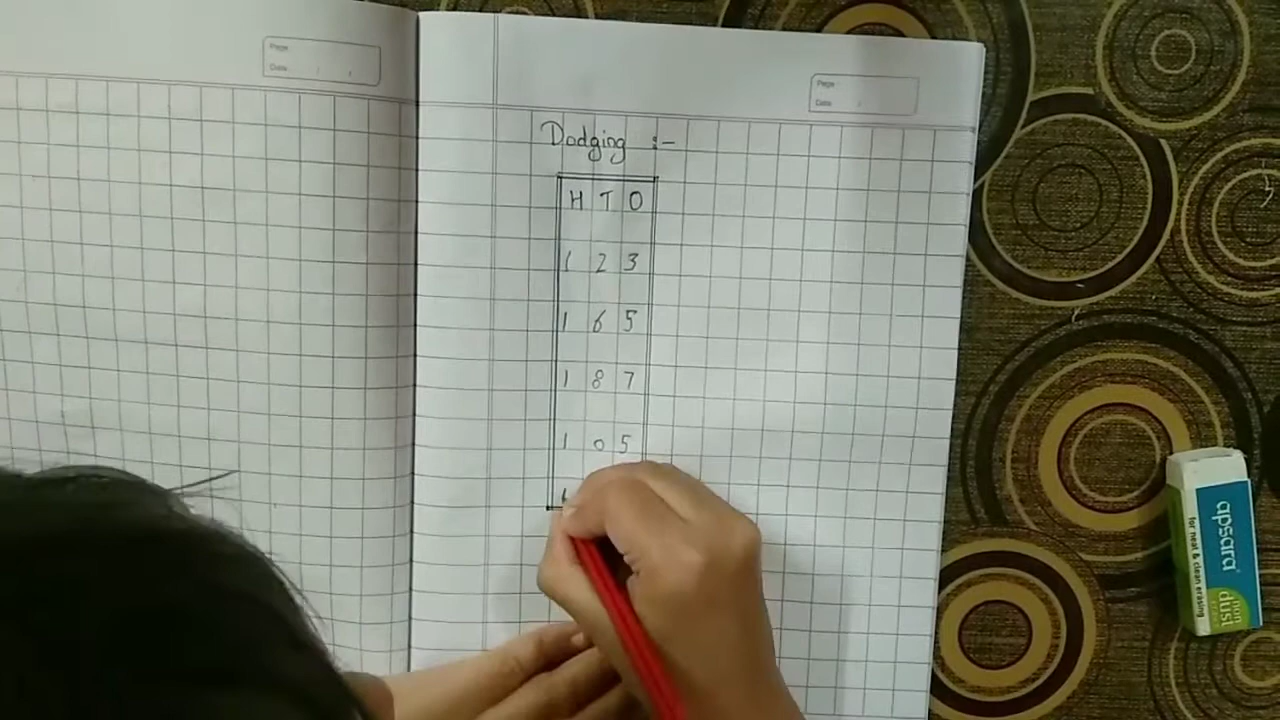 Page
Date / /
Page
Date /
Dodging :-
H T O
1 2 3
1 6 5
1 8 7
1 0 5
apsara
non dust
for neat & clean erasing